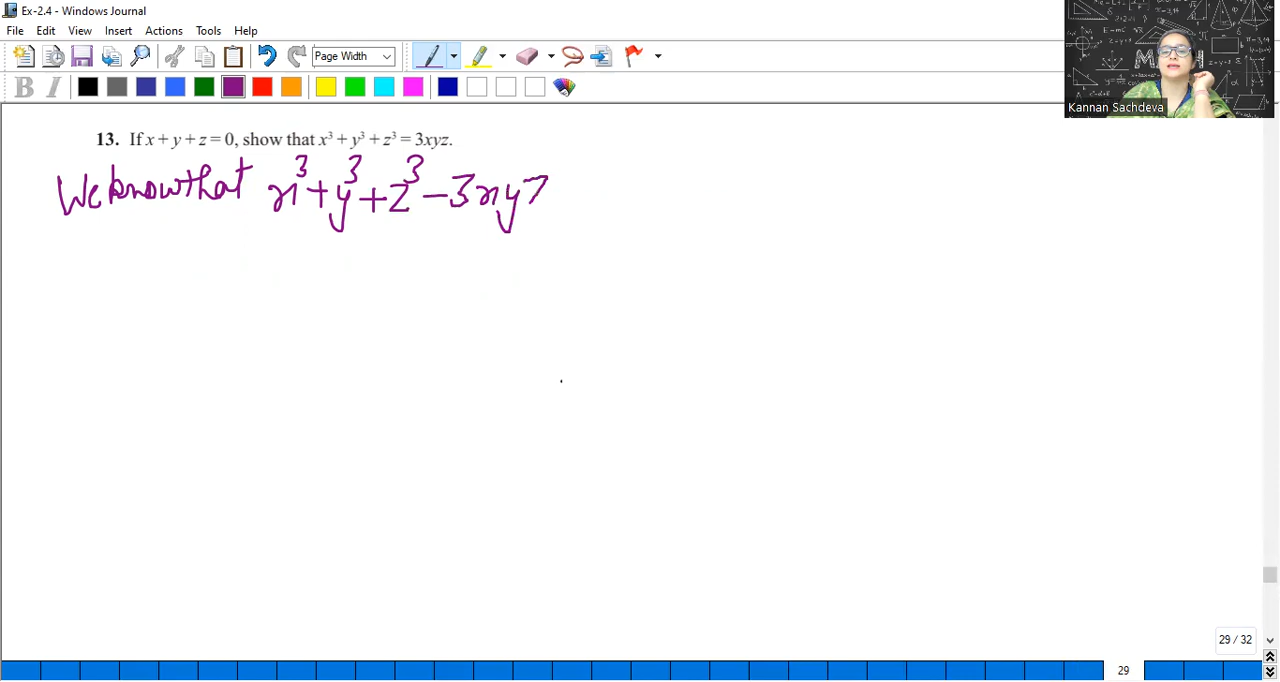 Ex-2.4 - Windows Journal
File Edit View Insert Actions Tools Help
Page Width
B I
Kannan Sachdeva
13. If x + y + z = 0, show that x³ + y³ + z³ = 3xyz.
We know that x³ + y³ + z³ - 3xyz
29 / 32
29